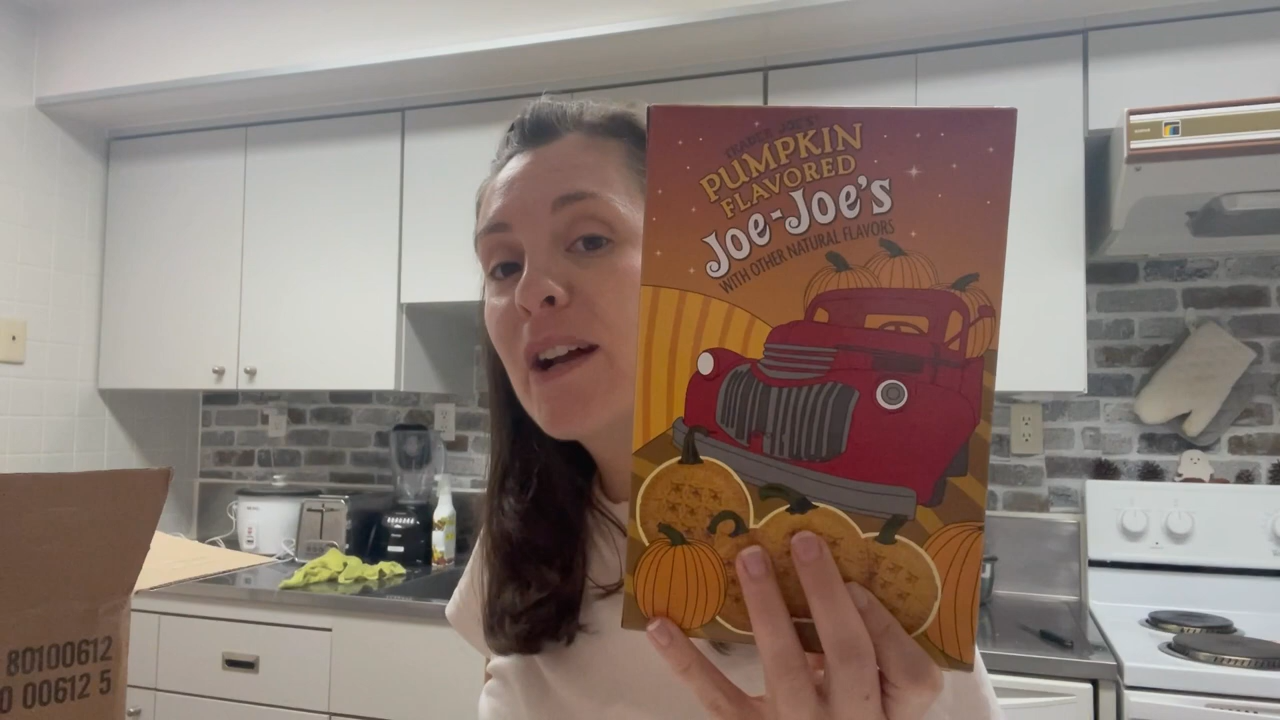 TRADER JOE'S
PUMPKIN
FLAVORED
JOE-JOE'S
WITH OTHER NATURAL FLAVORS
80100612
0 00612 5